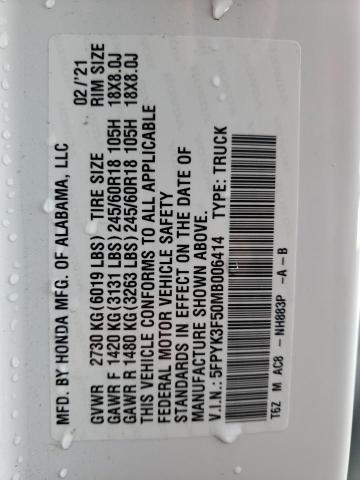 MFD. BY HONDA MFG. OF ALABAMA, LLC 02/'21
GVWR 2730 KG(6019 LBS) TIRE SIZE RIM SIZE
GAWR F 1420 KG(3131 LBS) 245/60R18 105H 18X8.0J
GAWR R 1480 KG(3263 LBS) 245/60R18 105H 18X8.0J
THIS VEHICLE CONFORMS TO ALL APPLICABLE
FEDERAL MOTOR VEHICLE SAFETY
STANDARDS IN EFFECT ON THE DATE OF
MANUFACTURE SHOWN ABOVE.
V.I.N.: 5FPYK3F50MB006414 TYPE: TRUCK
T6Z M AC8 - NH883P -A-B